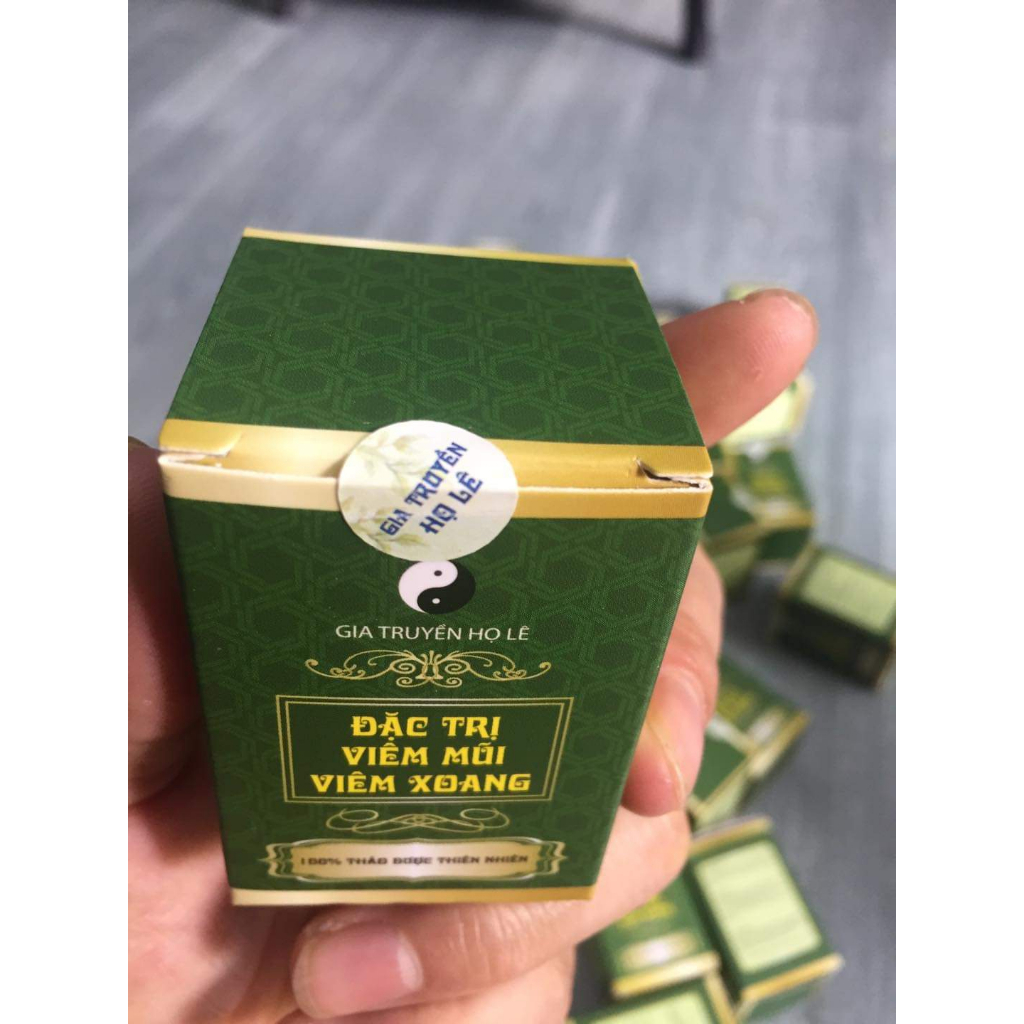 GIA TRUYỀN
HỌ LÊ
GIA TRUYỀN HỌ LÊ
ĐẶC TRỊ
VIÊM MŨI
VIÊM XOANG
100% THẢO DƯỢC THIÊN NHIÊN